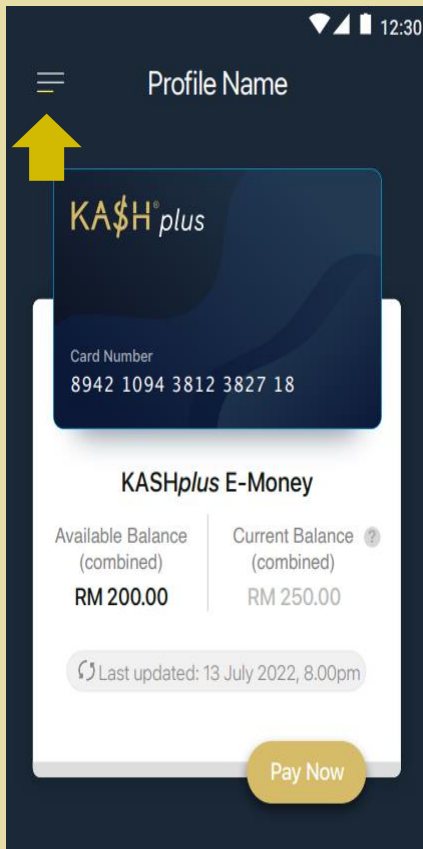 12:30
Profile Name
KA$H® plus
Card Number
8942 1094 3812 3827 18
KASHplus E-Money
Available Balance
(combined)
RM 200.00
Current Balance ?
(combined)
RM 250.00
Last updated: 13 July 2022, 8.00pm
Pay Now